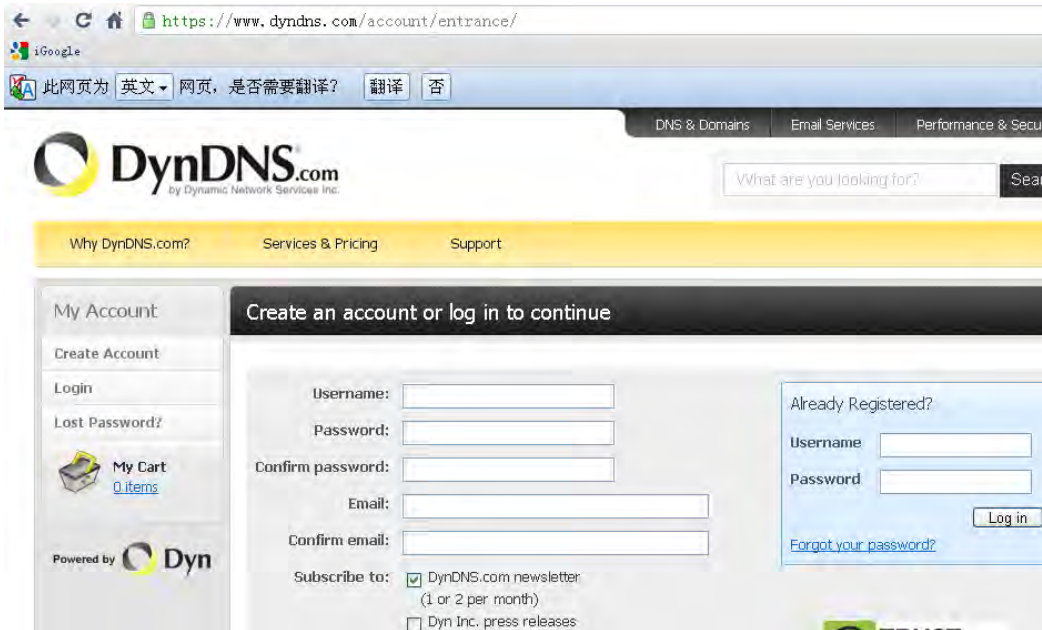 https://www.dyndns.com/account/entrance/
iGoogle
此网页为 英文 网页，是否需要翻译？ 翻译 否
DNS & Domains Email Services Performance &
DynDNS.com
by Dynamic Network Services Inc.
What are you looking for?
Why DynDNS.com? Services & Pricing Support
My Account
Create an account or log in to continue
Create Account
Login
Lost Password?
My Cart
0 items
Powered by Dyn
Username:
Password:
Confirm password:
Email:
Confirm email:
Subscribe to: DynDNS.com newsletter
(1 or 2 per month)
Dyn Inc. press releases
Already Registered?
Username
Password
Log in
Forgot your password?